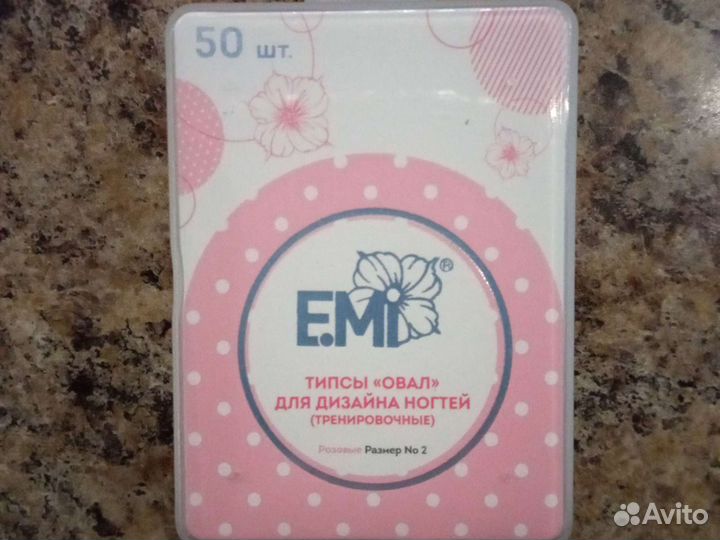 50 шт.
E.Mi®
ТИПСЫ «ОВАЛ»
ДЛЯ ДИЗАЙНА НОГТЕЙ
(ТРЕНИРОВОЧНЫЕ)
Розовые Размер No 2
Avito